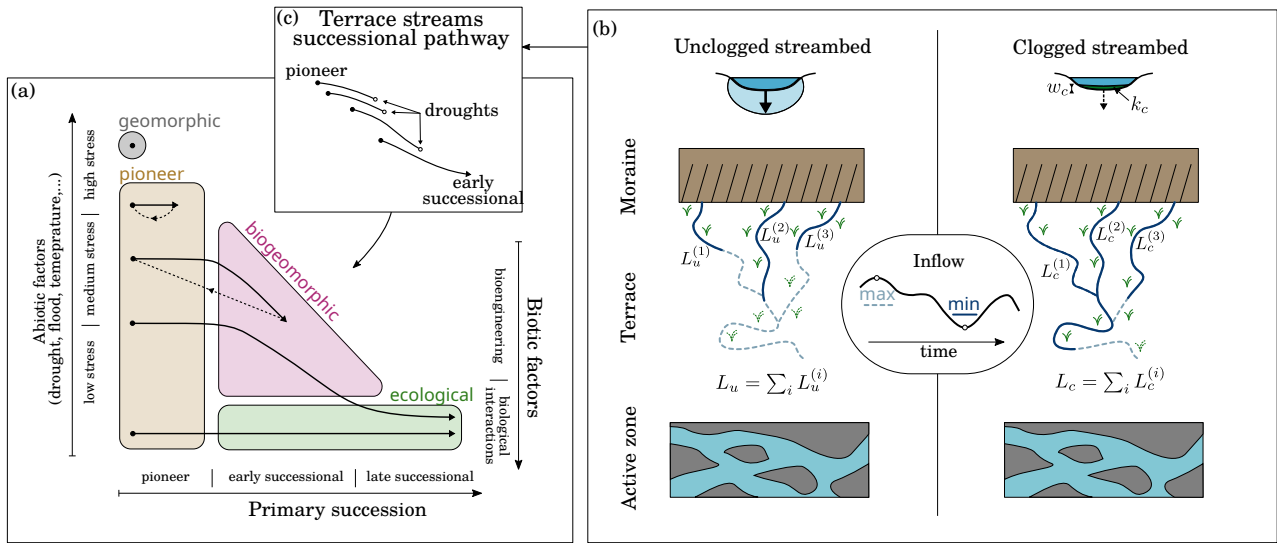 (a)
Abiotic factors
(drought, flood, temeprature,...)
low stress
medium stress
high stress
geomorphic
pioneer
biogeomorphic
ecological
bioengineering
biological
interactions
Biotic factors
pioneer
early successional
late successional
Primary succession
(c)
Terrace streams
successional pathway
pioneer
droughts
early
successional
(b)
Unclogged streambed
Clogged streambed
w_c
k_c
Moraine
Terrace
Active zone
L_u^{(1)}
L_u^{(2)}
L_u^{(3)}
L_c^{(1)}
L_c^{(2)}
L_c^{(3)}
Inflow
max
min
time
L_u = ∑_i L_u^{(i)}
L_c = ∑_i L_c^{(i)}